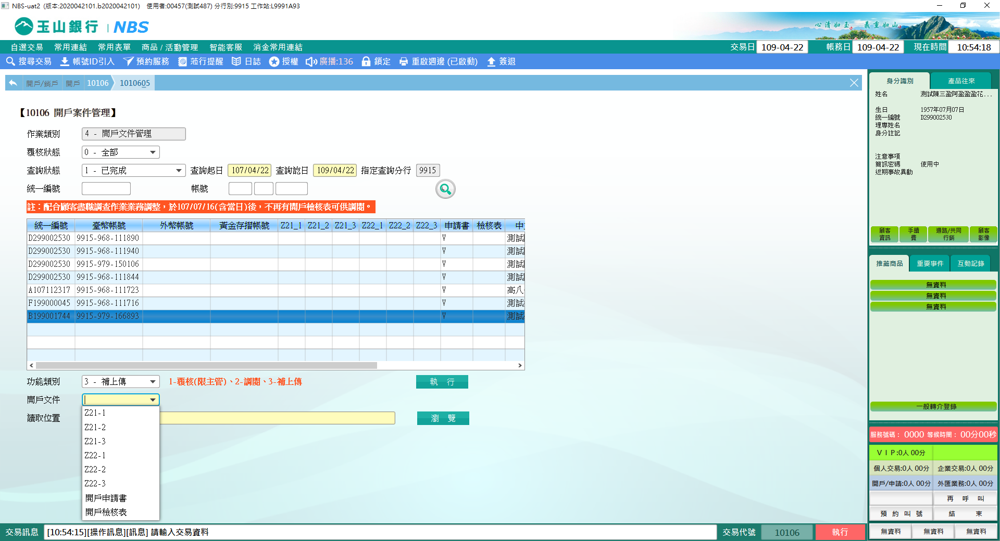 NBS-uat2 (版本:2020042101.b2020042101) 使用者:00457(測試487) 分行別:9915 工作站:L9991A93
玉山銀行 | NBS
心清如玉。 義重如山。
自選交易 常用連結 常用表單 商品 / 活動管理 智能客服 消金常用連結 交易日 109-04-22 帳務日 109-04-22 現在時間 10:54:18
搜尋交易 帳號ID引入 預約服務 蒞行提醒 日誌 授權 廣播:136 鎖定 重啟週邊 (已啟動) 簽退
開戶/銷戶 開戶 10106 1010605
【10106 開戶案件管理】
作業類別 4 - 開戶文件管理
覆核狀態 0 - 全部
查詢狀態 1 - 已完成 查詢起日 107/04/22 查詢訖日 109/04/22 指定查詢分行 9915
統一編號 帳號
註：配合顧客盡職調查作業業務調整，於107/07/16(含當日)後，不再有開戶檢核表可供調閱。
統一編號 臺幣帳號 外幣帳號 黃金存摺帳號 Z21_1 Z21_2 Z21_3 Z22_1 Z22_2 Z22_3 申請書 檢核表
D299002530 9915-968-111890 V 測試
D299002530 9915-968-111940 V 測試
D299002530 9915-979-150106 V 測試
D299002530 9915-968-111844 V 測試
A107112317 9915-968-111723 V 高八
F199000045 9915-968-111716 V 測試
B199001744 9915-979-166893 V 測試
功能類別 3 - 補上傳 1-覆核(限主管)、2-調閱、3-補上傳 執 行
開戶文件
讀取位置 瀏 覽
Z21-1
Z21-2
Z21-3
Z22-1
Z22-2
Z22-3
開戶申請書
開戶檢核表
身分識別 產品往來
姓名 測試陳三盈阿盈盈盈花...
生日 1957年07月07日
統一編號 D299002530
理專姓名
身分註記
注意事項
簡訊密碼 使用中
近期事故異動
顧客資訊 手續費 通路/共同行銷 顧客影像
推薦商品 重要事件 互動記錄
無資料
無資料
無資料
一般轉介登錄
服務號碼： 0000 等候時間： 00分00秒
ＶＩＰ:0人 00分
個人交易:0人 00分 企業交易:0人 00分
開戶/申請:0人 00分 外匯業務:0人 00分
再 呼 叫
預 約 叫 號 結 束
無資料 無資料 無資料
交易訊息 [10:54:15][操作訊息][訊息] 請輸入交易資料 交易代號 10106 執行